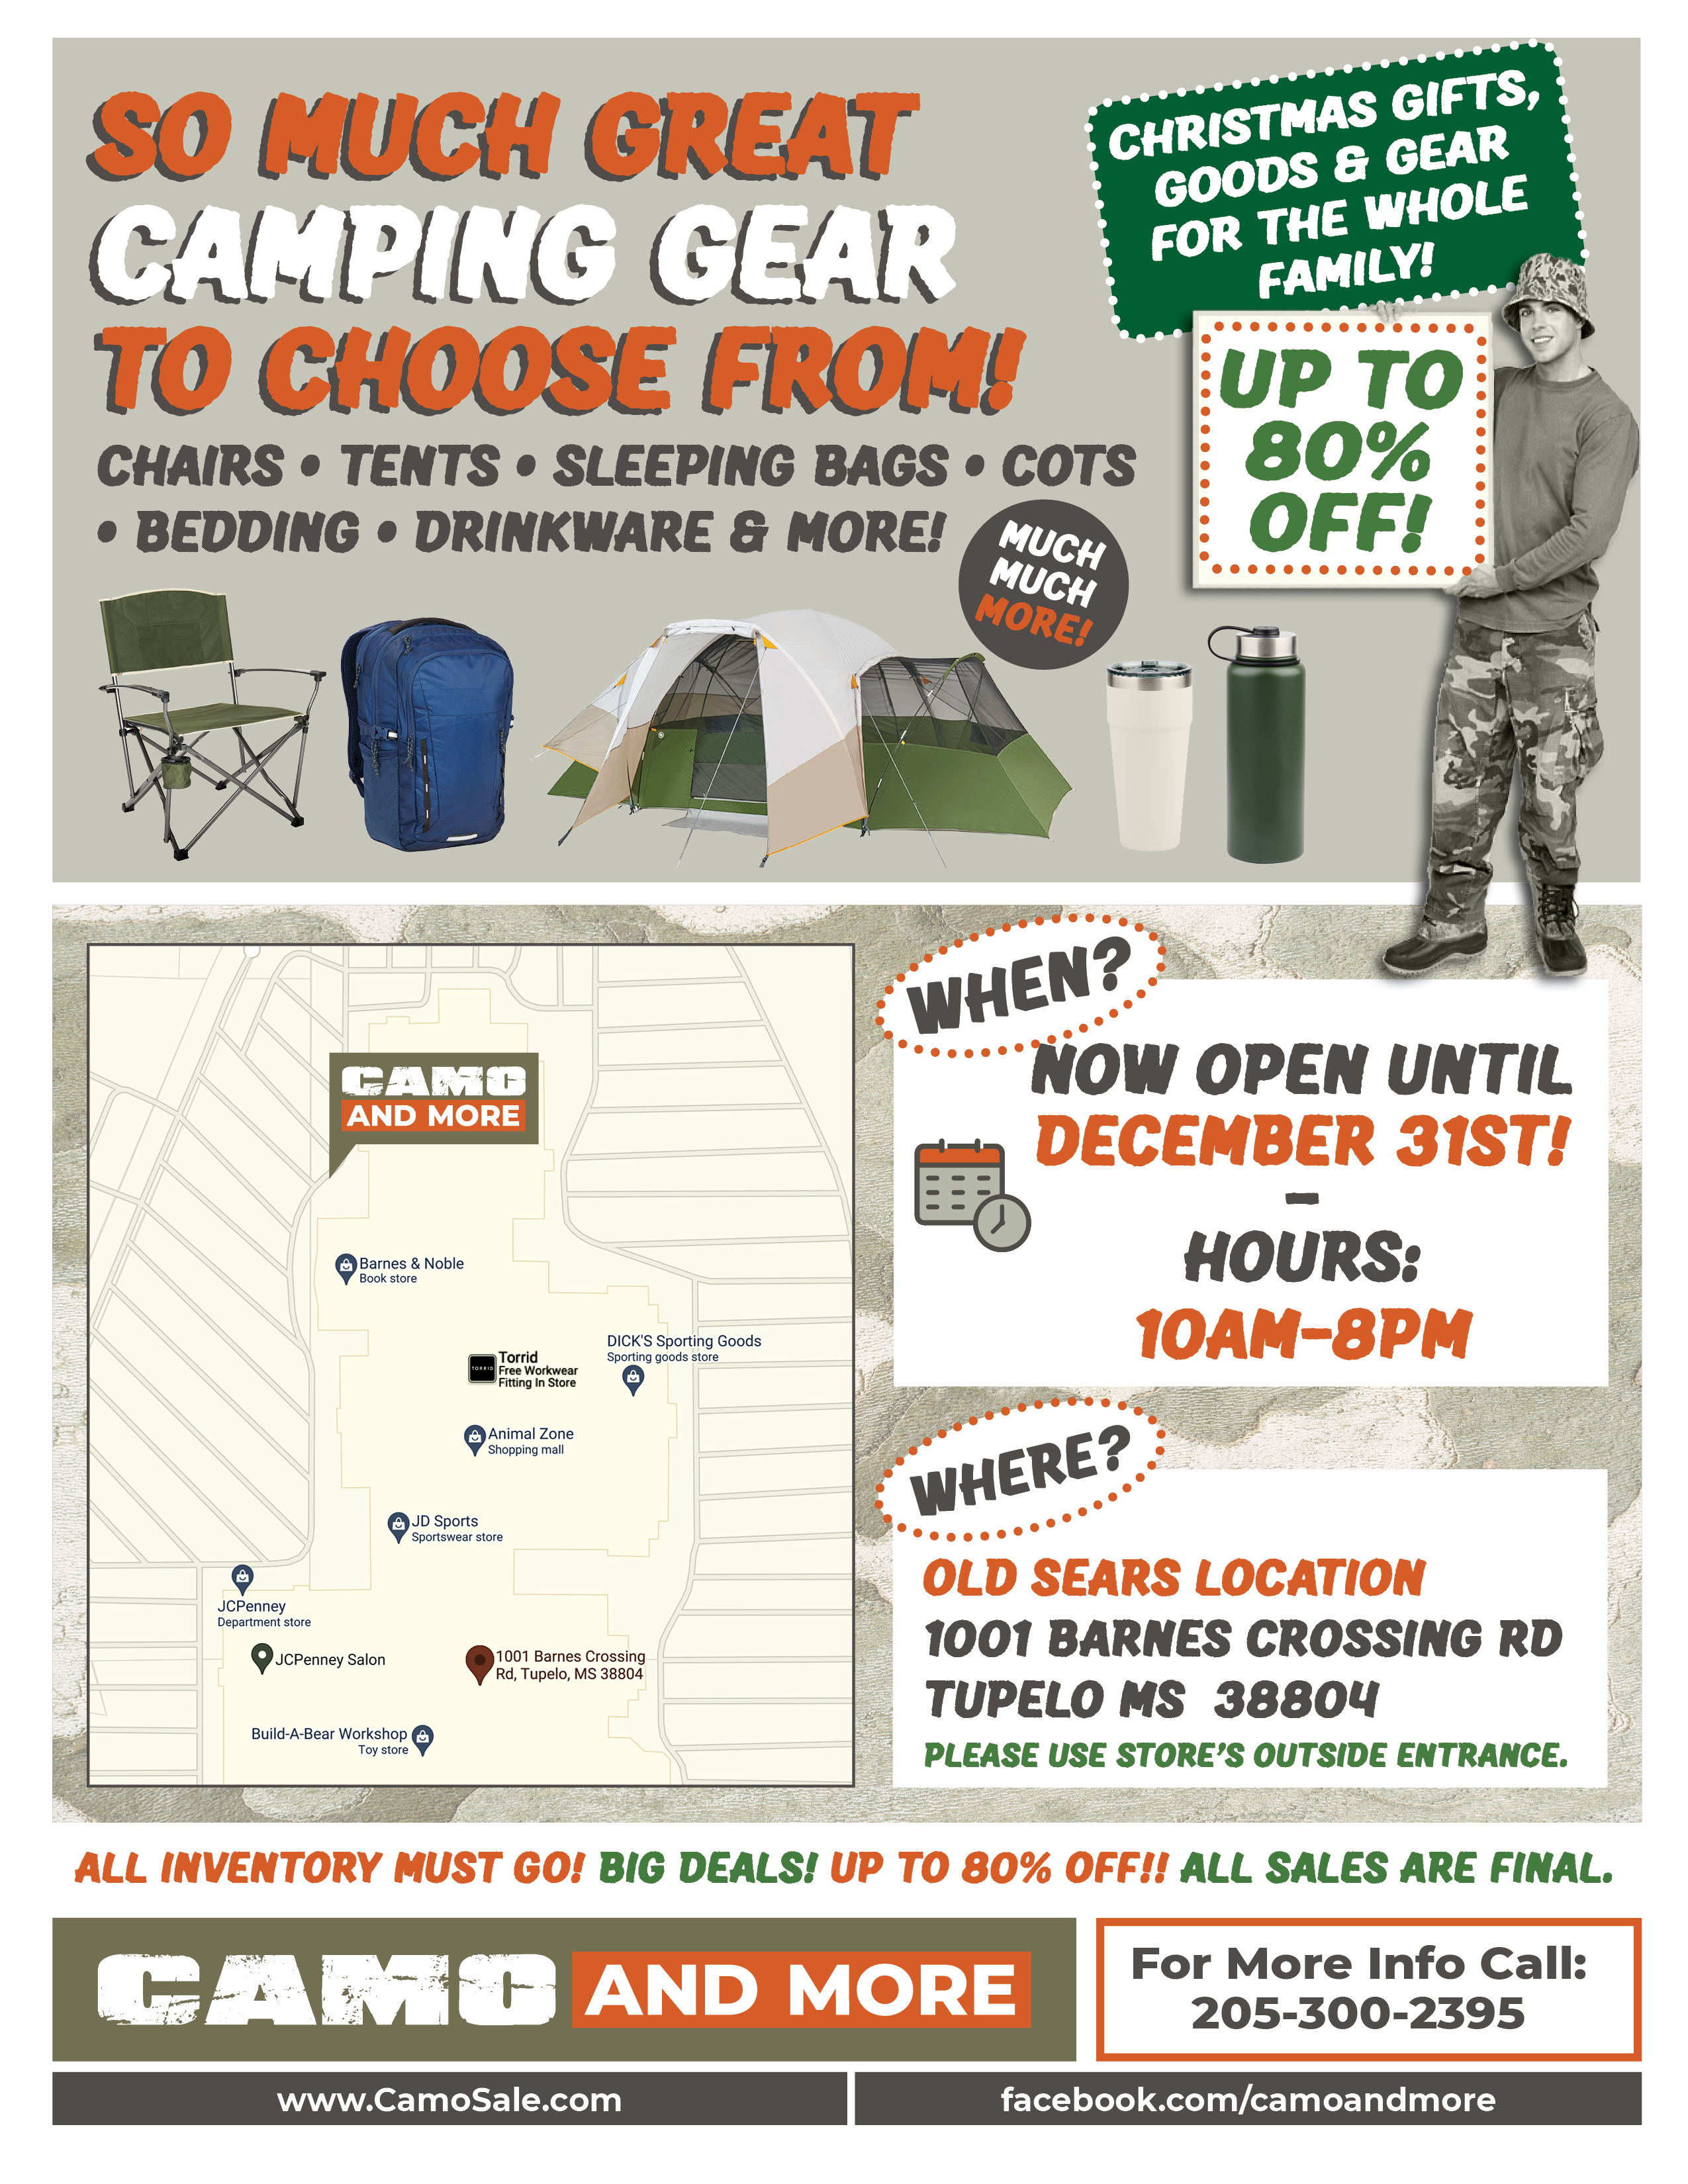 SO MUCH GREAT
CAMPING GEAR
TO CHOOSE FROM!
CHAIRS • TENTS • SLEEPING BAGS • COTS
• BEDDING • DRINKWARE & MORE!
MUCH
MUCH
MORE!
CHRISTMAS GIFTS,
GOODS & GEAR
FOR THE WHOLE
FAMILY!
UP TO
80%
OFF!
CAMO
AND MORE
Barnes & Noble
Book store
DICK'S Sporting Goods
Sporting goods store
TORRID
Torrid
Free Workwear
Fitting In Store
Animal Zone
Shopping mall
JD Sports
Sportswear store
JCPenney
Department store
JCPenney Salon
1001 Barnes Crossing
Rd, Tupelo, MS 38804
Build-A-Bear Workshop
Toy store
WHEN?
NOW OPEN UNTIL
DECEMBER 31ST!
–
HOURS:
10AM–8PM
WHERE?
OLD SEARS LOCATION
1001 BARNES CROSSING RD
TUPELO MS 38804
PLEASE USE STORE'S OUTSIDE ENTRANCE.
ALL INVENTORY MUST GO! BIG DEALS! UP TO 80% OFF!! ALL SALES ARE FINAL.
CAMO AND MORE
For More Info Call:
205-300-2395
www.CamoSale.com
facebook.com/camoandmore